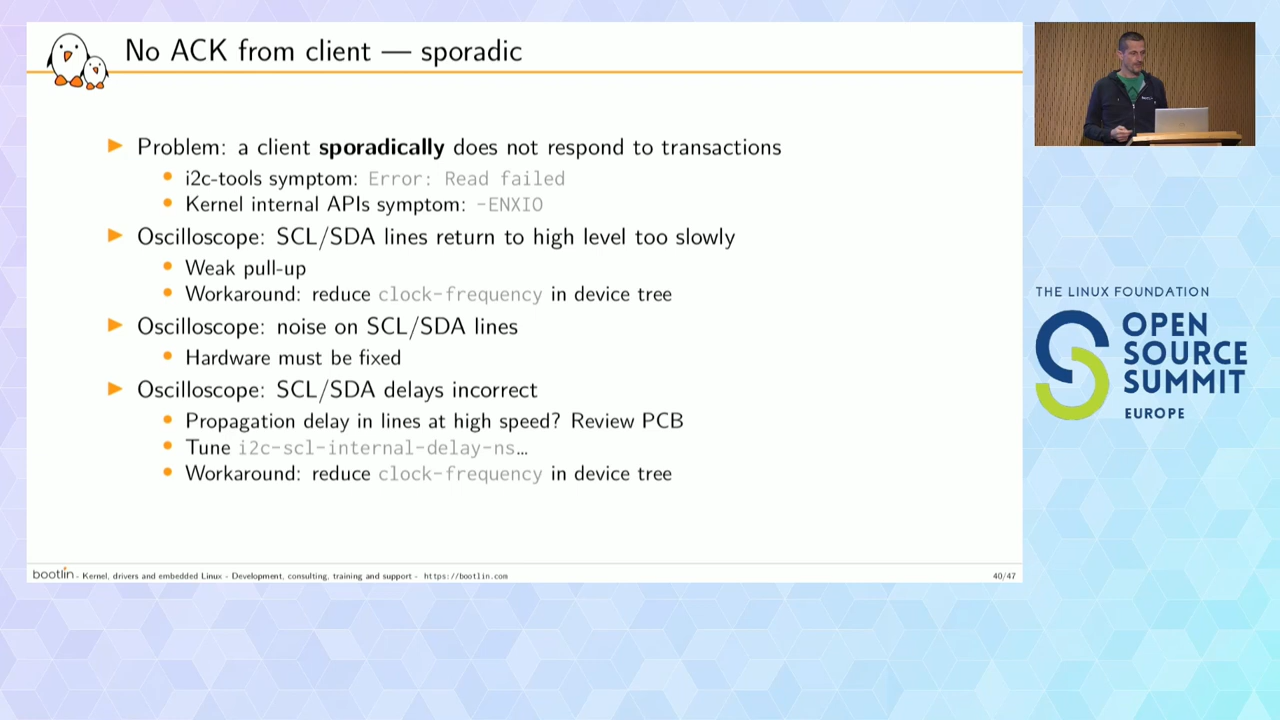 No ACK from client — sporadic
Problem: a client sporadically does not respond to transactions
i2c-tools symptom: Error: Read failed
Kernel internal APIs symptom: -ENXIO
Oscilloscope: SCL/SDA lines return to high level too slowly
Weak pull-up
Workaround: reduce clock-frequency in device tree
Oscilloscope: noise on SCL/SDA lines
Hardware must be fixed
Oscilloscope: SCL/SDA delays incorrect
Propagation delay in lines at high speed? Review PCB
Tune i2c-scl-internal-delay-ns…
Workaround: reduce clock-frequency in device tree
bootlin - Kernel, drivers and embedded Linux - Development, consulting, training and support - https://bootlin.com
40/47
THE LINUX FOUNDATION
OPEN
SOURCE
SUMMIT
EUROPE